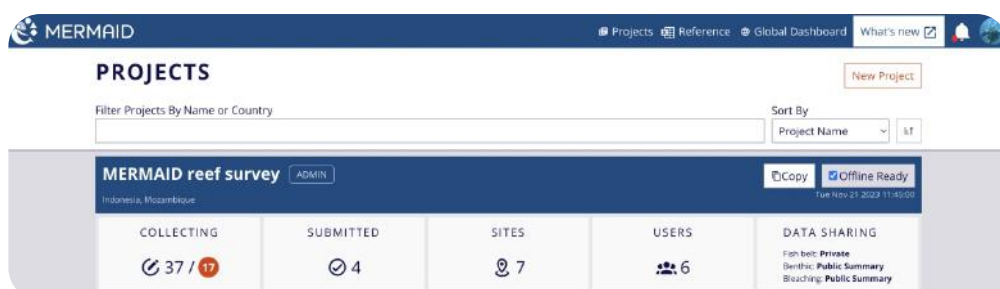 MERMAID
Projects Reference Global Dashboard What's new
PROJECTS
New Project
Filter Projects By Name or Country
Sort By
Project Name
MERMAID reef survey ADMIN
Copy Offline Ready
Indonesia, Mozambique
Tue Nov 21 2023 11:49:00
COLLECTING SUBMITTED SITES USERS DATA SHARING
37 / 17 4 7 6
Fish belt: Private
Benthic: Public Summary
Bleaching: Public Summary